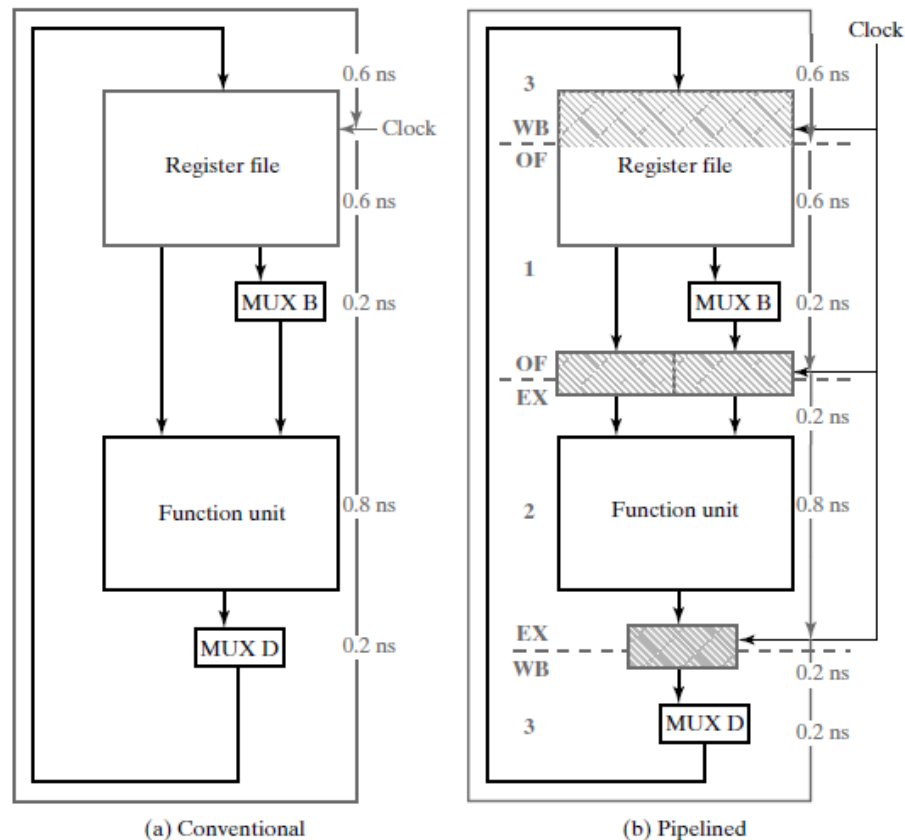 0.6 ns
Clock
Register file
0.6 ns
MUX B
0.2 ns
Function unit
0.8 ns
MUX D
0.2 ns
(a) Conventional
Clock
3
0.6 ns
WB
OF
Register file
0.6 ns
1
MUX B
0.2 ns
OF
EX
0.2 ns
2
Function unit
0.8 ns
EX
WB
0.2 ns
3
MUX D
0.2 ns
(b) Pipelined